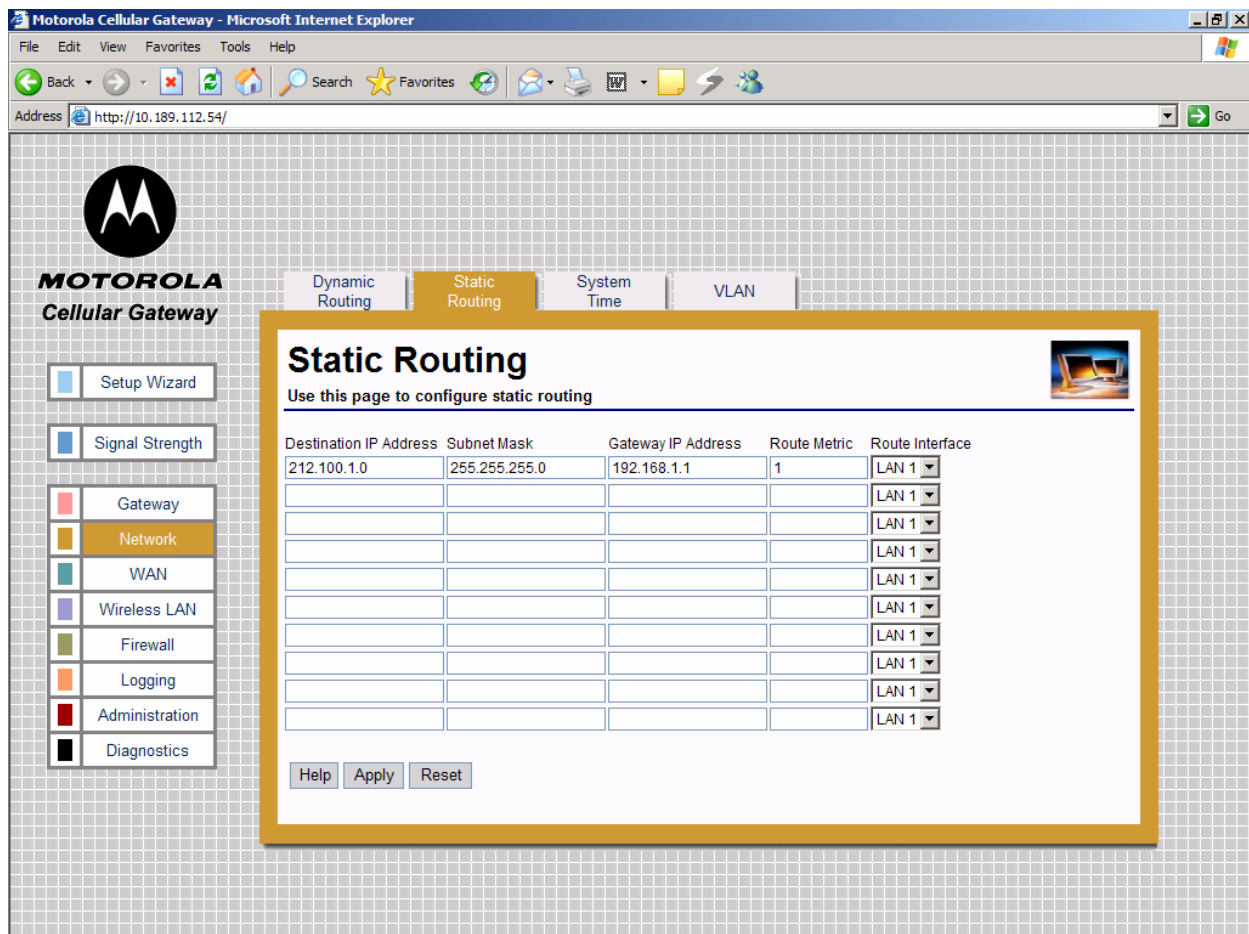 Motorola Cellular Gateway - Microsoft Internet Explorer
File Edit View Favorites Tools Help
Back Search Favorites
Address http://10.189.112.54/ Go
MOTOROLA
Cellular Gateway
Dynamic Routing
Static Routing
System Time
VLAN
Setup Wizard
Signal Strength
Gateway
Network
WAN
Wireless LAN
Firewall
Logging
Administration
Diagnostics
Static Routing
Use this page to configure static routing
Destination IP Address Subnet Mask Gateway IP Address Route Metric Route Interface
212.100.1.0 255.255.255.0 192.168.1.1 1 LAN 1
LAN 1
LAN 1
LAN 1
LAN 1
LAN 1
LAN 1
LAN 1
LAN 1
LAN 1
Help Apply Reset